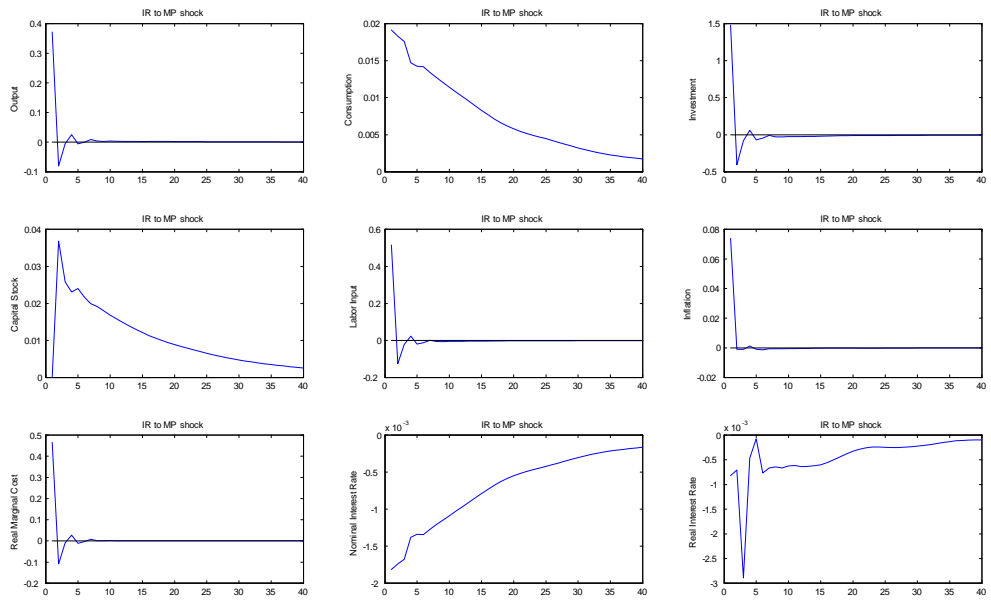 IR to MP shock
Output
0.4
0.3
0.2
0.1
0
-0.1
0 5 10 15 20 25 30 35 40
IR to MP shock
Consumption
0.02
0.015
0.01
0.005
0
0 5 10 15 20 25 30 35 40
IR to MP shock
Investment
1.5
1
0.5
0
-0.5
0 5 10 15 20 25 30 35 40
IR to MP shock
Capital Stock
0.04
0.03
0.02
0.01
0
0 5 10 15 20 25 30 35 40
IR to MP shock
Labor Input
0.6
0.4
0.2
0
-0.2
0 5 10 15 20 25 30 35 40
IR to MP shock
Inflation
0.08
0.06
0.04
0.02
0
-0.02
0 5 10 15 20 25 30 35 40
IR to MP shock
Real Marginal Cost
0.5
0.4
0.3
0.2
0.1
0
-0.1
-0.2
0 5 10 15 20 25 30 35 40
IR to MP shock
x 10^-3
Nominal Interest Rate
0
-0.5
-1
-1.5
-2
0 5 10 15 20 25 30 35 40
IR to MP shock
x 10^-3
Real Interest Rate
0
-0.5
-1
-1.5
-2
-2.5
-3
0 5 10 15 20 25 30 35 40